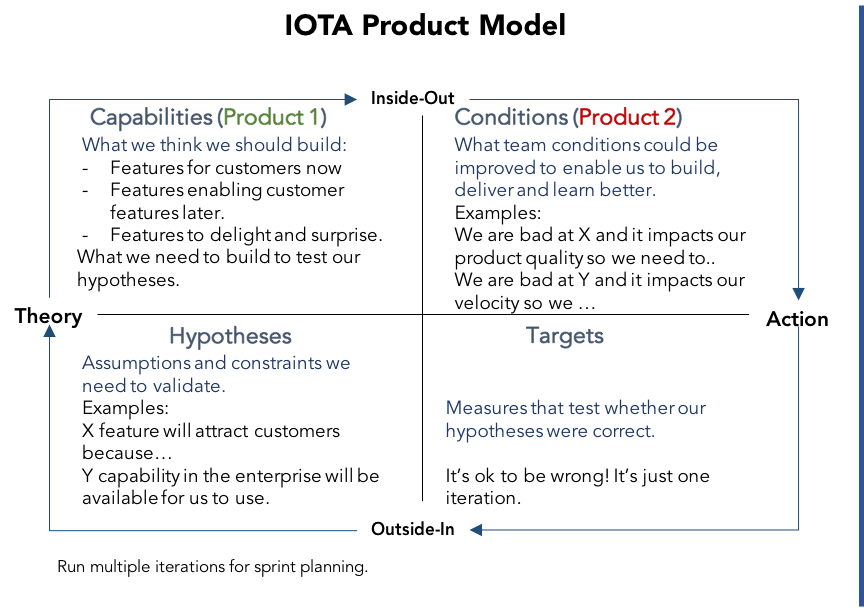 IOTA Product Model
Inside-Out
Capabilities (Product 1)
What we think we should build:
- Features for customers now
- Features enabling customer
features later.
- Features to delight and surprise.
What we need to build to test our
hypotheses.
Conditions (Product 2)
What team conditions could be
improved to enable us to build,
deliver and learn better.
Examples:
We are bad at X and it impacts our
product quality so we need to..
We are bad at Y and it impacts our
velocity so we …
Theory
Action
Hypotheses
Assumptions and constraints we
need to validate.
Examples:
X feature will attract customers
because…
Y capability in the enterprise will be
available for us to use.
Targets
Measures that test whether our
hypotheses were correct.
It’s ok to be wrong! It’s just one
iteration.
Outside-In
Run multiple iterations for sprint planning.